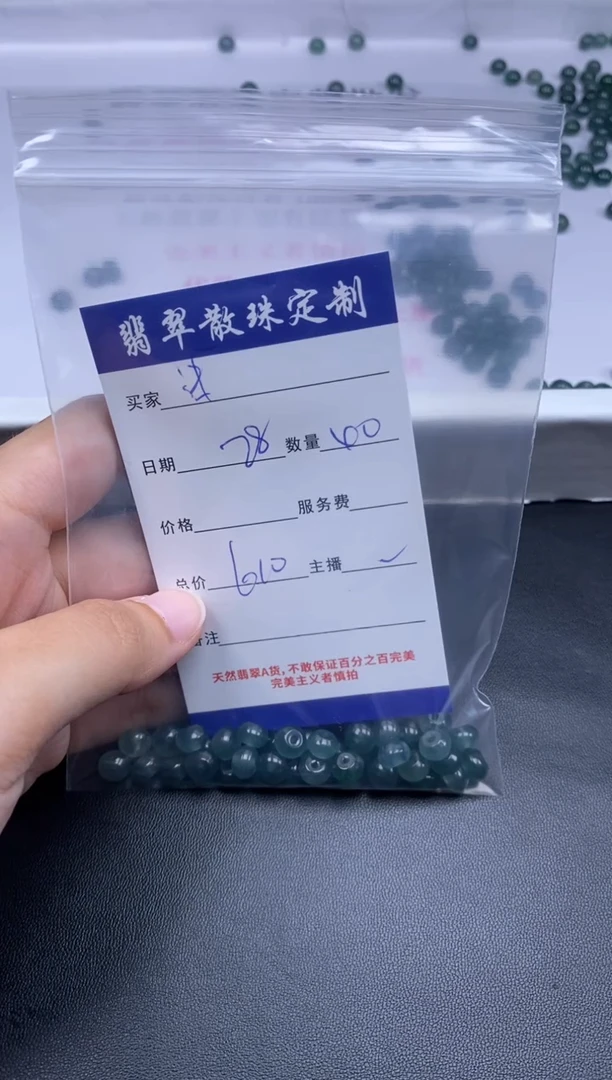 翡翠散珠定制
买家
日期 28 数量 40
价格 服务费
总价 610 主播 ✓
备注
天然翡翠A货,不敢保证百分之百完美
完美主义者慎拍